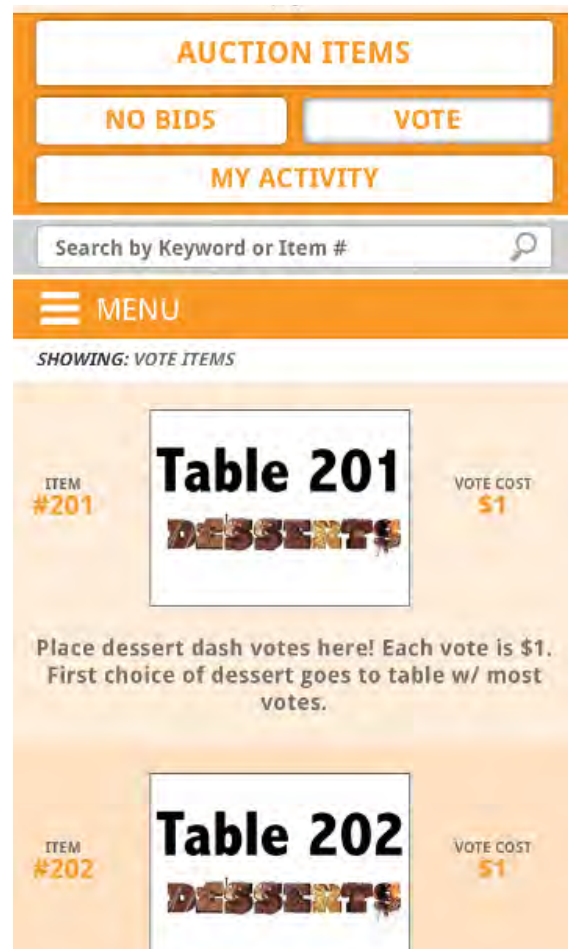 AUCTION ITEMS
NO BIDS
VOTE
MY ACTIVITY
Search by Keyword or Item #
MENU
SHOWING: VOTE ITEMS
ITEM
#201
Table 201
DESSERTS
VOTE COST
$1
Place dessert dash votes here! Each vote is $1.
First choice of dessert goes to table w/ most
votes.
ITEM
#202
Table 202
DESSERTS
VOTE COST
$1